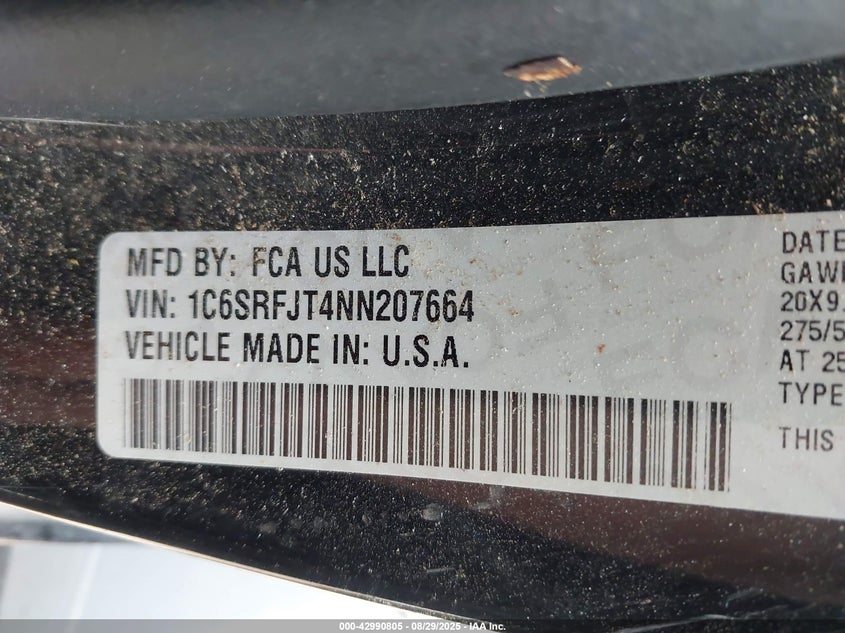 MFD BY: FCA US LLC
VIN: 1C6SRFJT4NN207664
VEHICLE MADE IN: U.S.A.
DATE
GAWR
20X9.
275/5
AT 25
TYPE
THIS
000-42990805 - 08/29/2025 - IAA Inc.